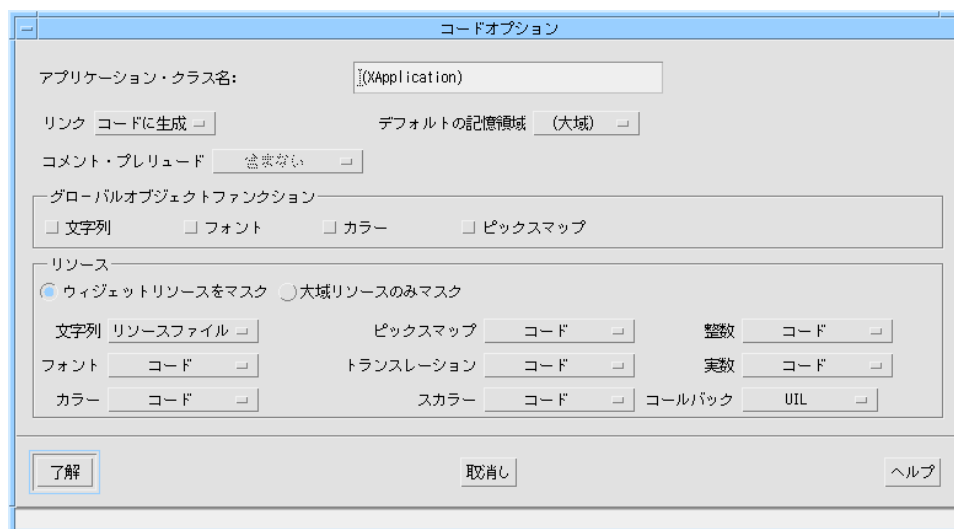 コードオプション
アプリケーション・クラス名: (XApplication)
リンク コードに生成 デフォルトの記憶領域 (大域)
コメント・プレリュード 含まない
グローバルオブジェクトファンクション
文字列 フォント カラー ピックスマップ
リソース
ウィジェットリソースをマスク 大域リソースのみマスク
文字列 リソースファイル ピックスマップ コード 整数 コード
フォント コード トランスレーション コード 実数 コード
カラー コード スカラー コード コールバック UIL
了解 取消し ヘルプ